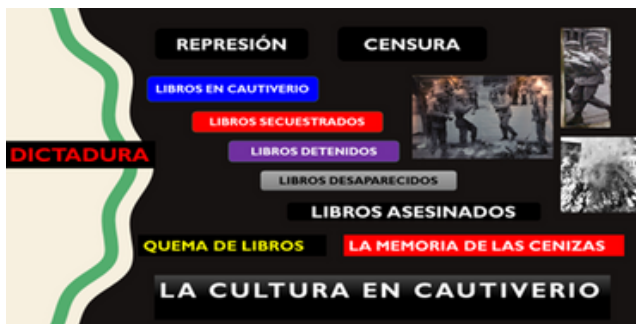 REPRESIÓN
CENSURA
LIBROS EN CAUTIVERIO
LIBROS SECUESTRADOS
DICTADURA
LIBROS DETENIDOS
LIBROS DESAPARECIDOS
LIBROS ASESINADOS
QUEMA DE LIBROS
LA MEMORIA DE LAS CENIZAS
LA CULTURA EN CAUTIVERIO